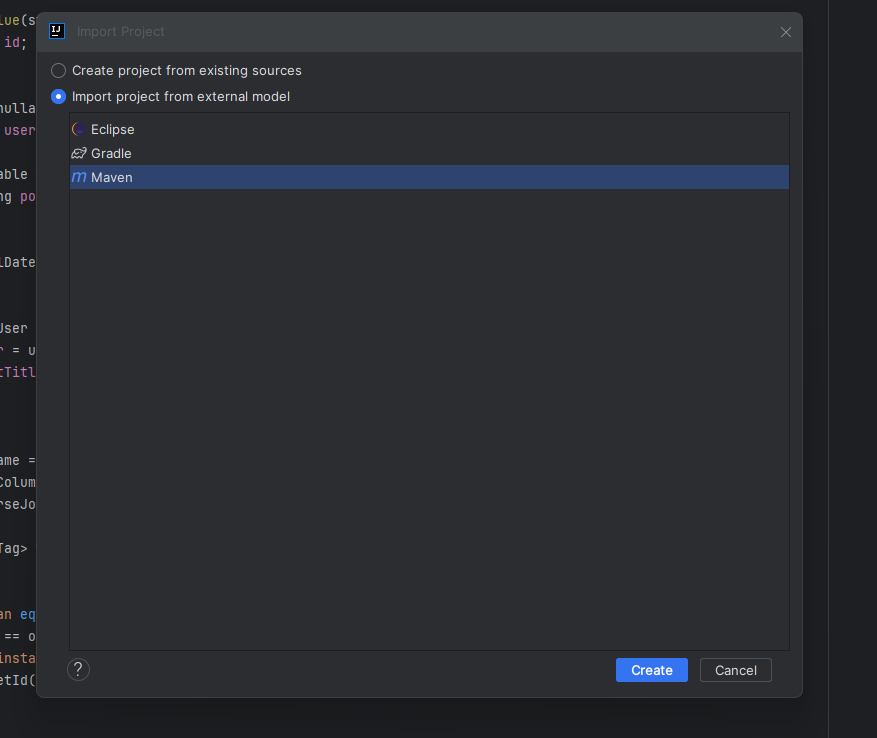 lue(s
id;
nulla
user
able
ng po
lDate
User
r = u
tTitl
ame =
Colum
rseJo
Tag>
an eq
== o
insta
etId(
IJ
Import Project
Create project from existing sources
Import project from external model
Eclipse
Gradle
m Maven
?
Create
Cancel